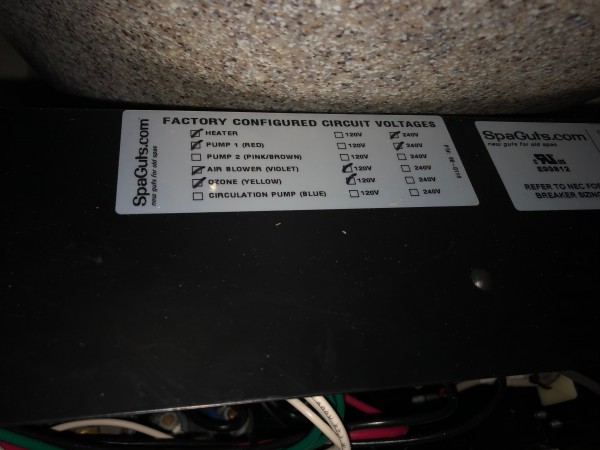 SpaGuts.com
new guts for old spas
FACTORY CONFIGURED CIRCUIT VOLTAGES
HEATER 120V 240V
PUMP 1 (RED) 120V 240V
PUMP 2 (PINK/BROWN) 120V 240V
AIR BLOWER (VIOLET) 120V 240V
OZONE (YELLOW) 120V 240V
CIRCULATION PUMP (BLUE) 120V 240V
SpaGuts.com
new guts for old spas
REFER TO NEC FOR
BREAKER SIZING